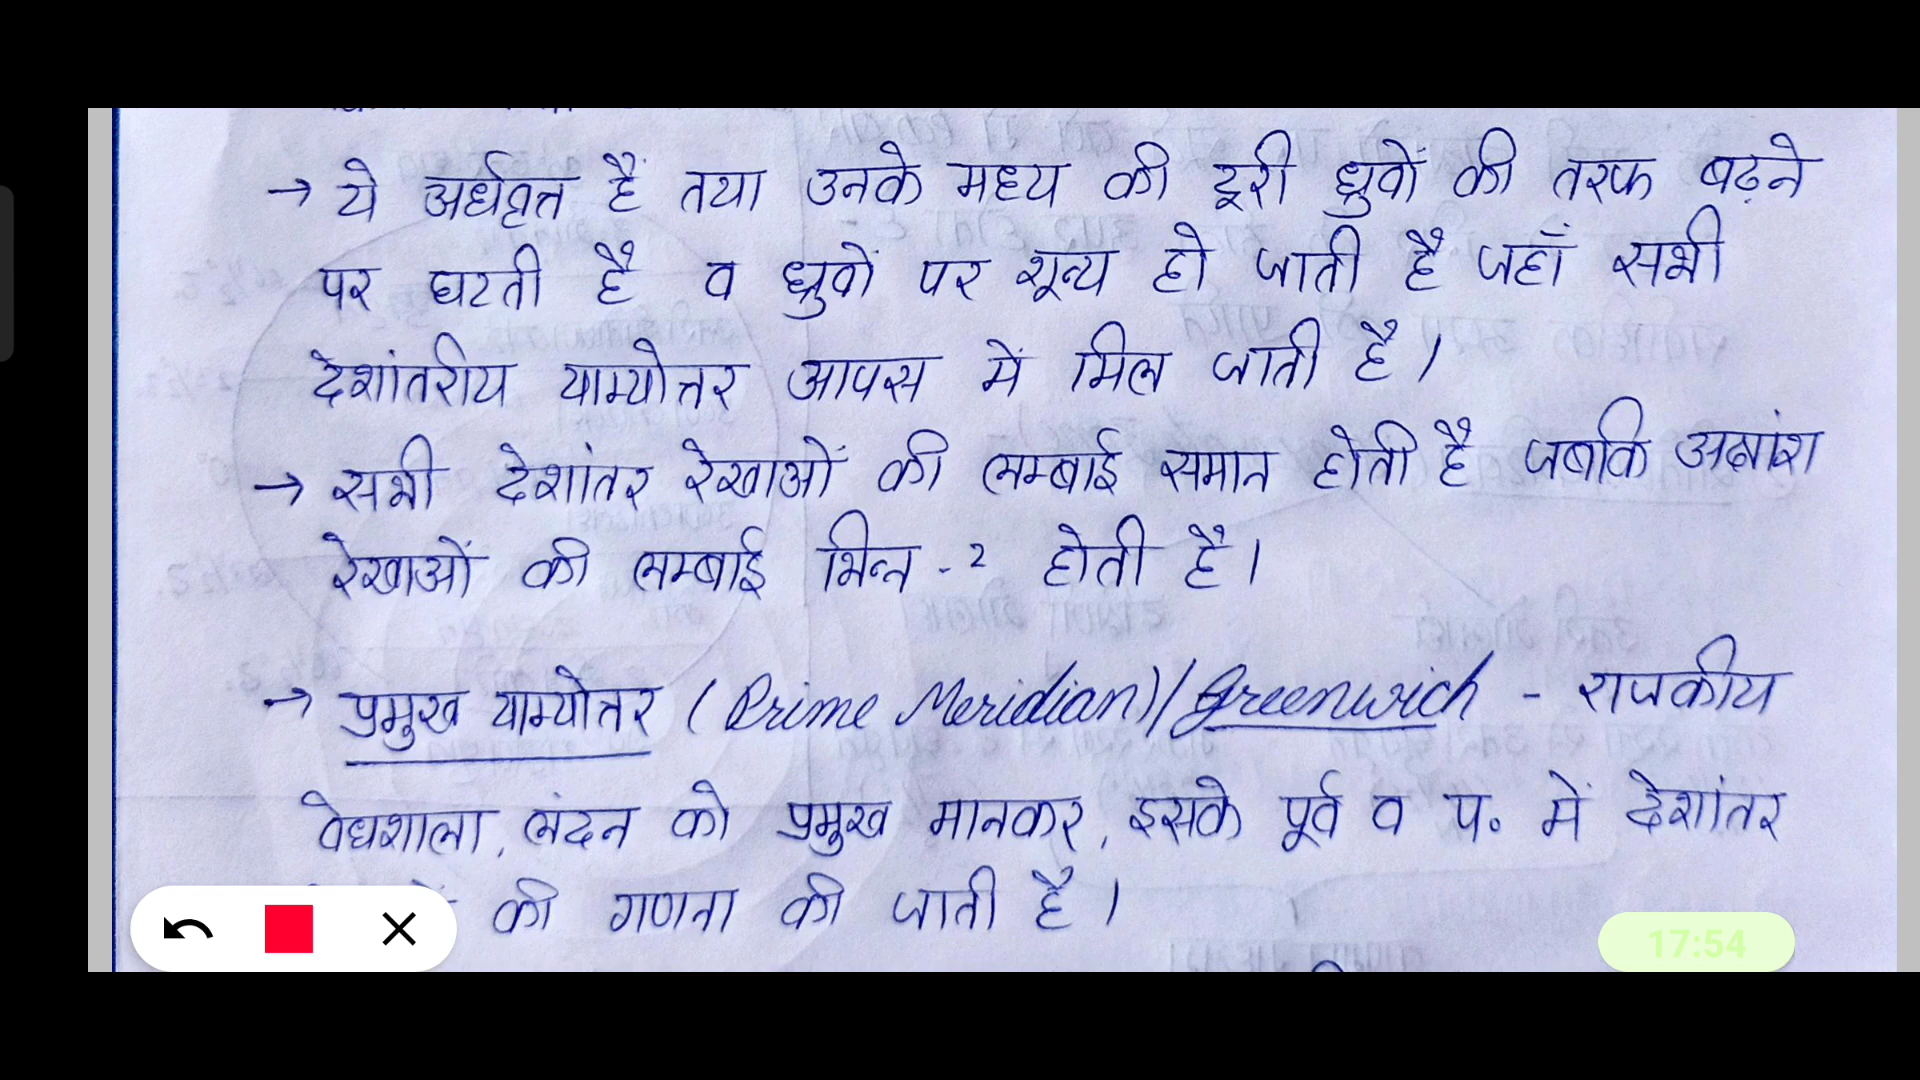 → ये अर्धवृत्त हैं तथा उनके मध्य की दूरी ध्रुवों की तरफ बढ़ने
पर घटती है व ध्रुवों पर शून्य हो जाती है जहाँ सभी
देशांतरीय याम्योत्तर आपस में मिल जाती है।
→ सभी देशांतर रेखाओं की लम्बाई समान होती है जबकि अक्षांश
रेखाओं की लम्बाई भिन्न-2 होती है।
→ प्रमुख याम्योत्तर (Prime Meridian)/Greenwich - राजकीय
वेधशाला, लंदन को प्रमुख मानकर, इसके पूर्व व प. में देशांतर
की गणना की जाती है।
17:54